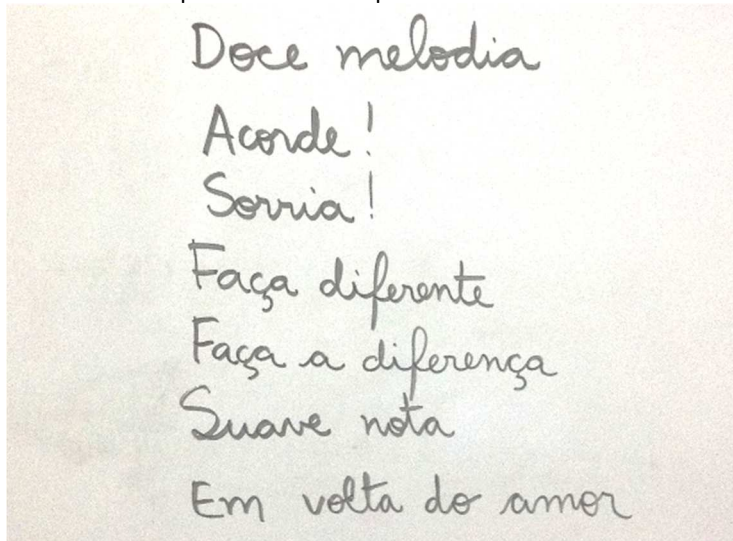 Doce melodia
Acorde!
Sorria!
Faça diferente
Faça a diferença
Suave nota
Em volta do amor